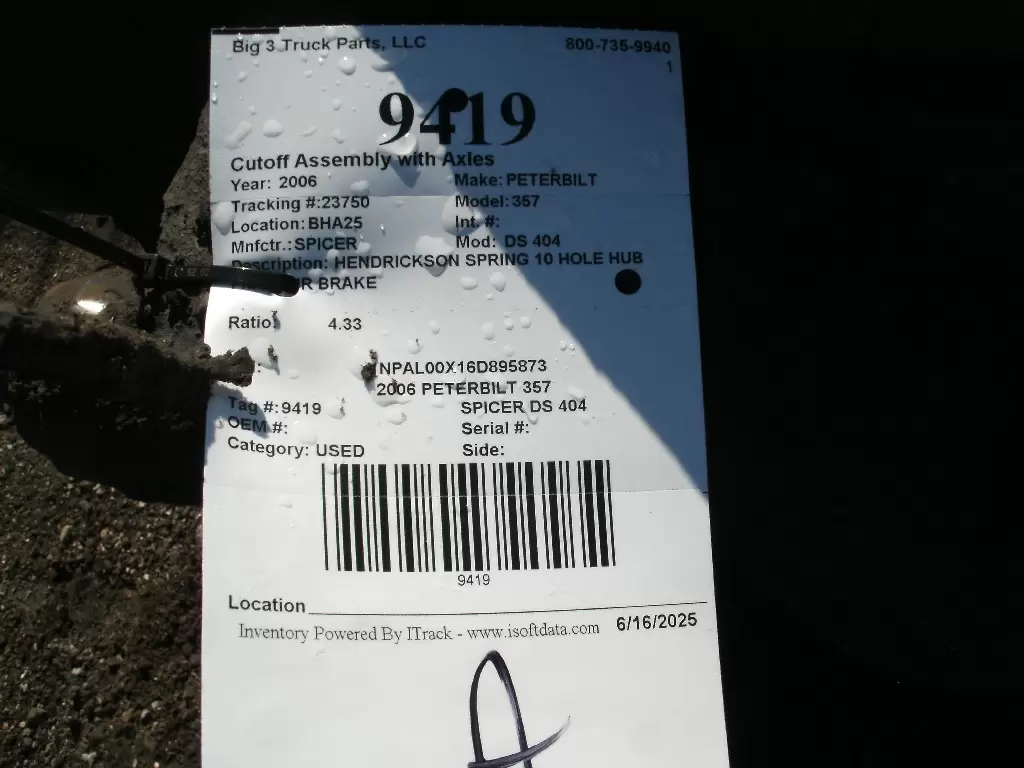 Big 3 Truck Parts, LLC 800-735-9940
1
9419
Cutoff Assembly with Axles
Year: 2006 Make: PETERBILT
Tracking #:23750 Model: 357
Location: BHA25 Int. #:
Mnfctr.: SPICER Mod: DS 404
Description: HENDRICKSON SPRING 10 HOLE HUB
BRAKE
Ratio: 4.33
NPAL00X16D895873
2006 PETERBILT 357
Tag #:9419 SPICER DS 404
OEM #: Serial #:
Category: USED Side:
9419
Location
Inventory Powered By ITrack - www.isoftdata.com 6/16/2025